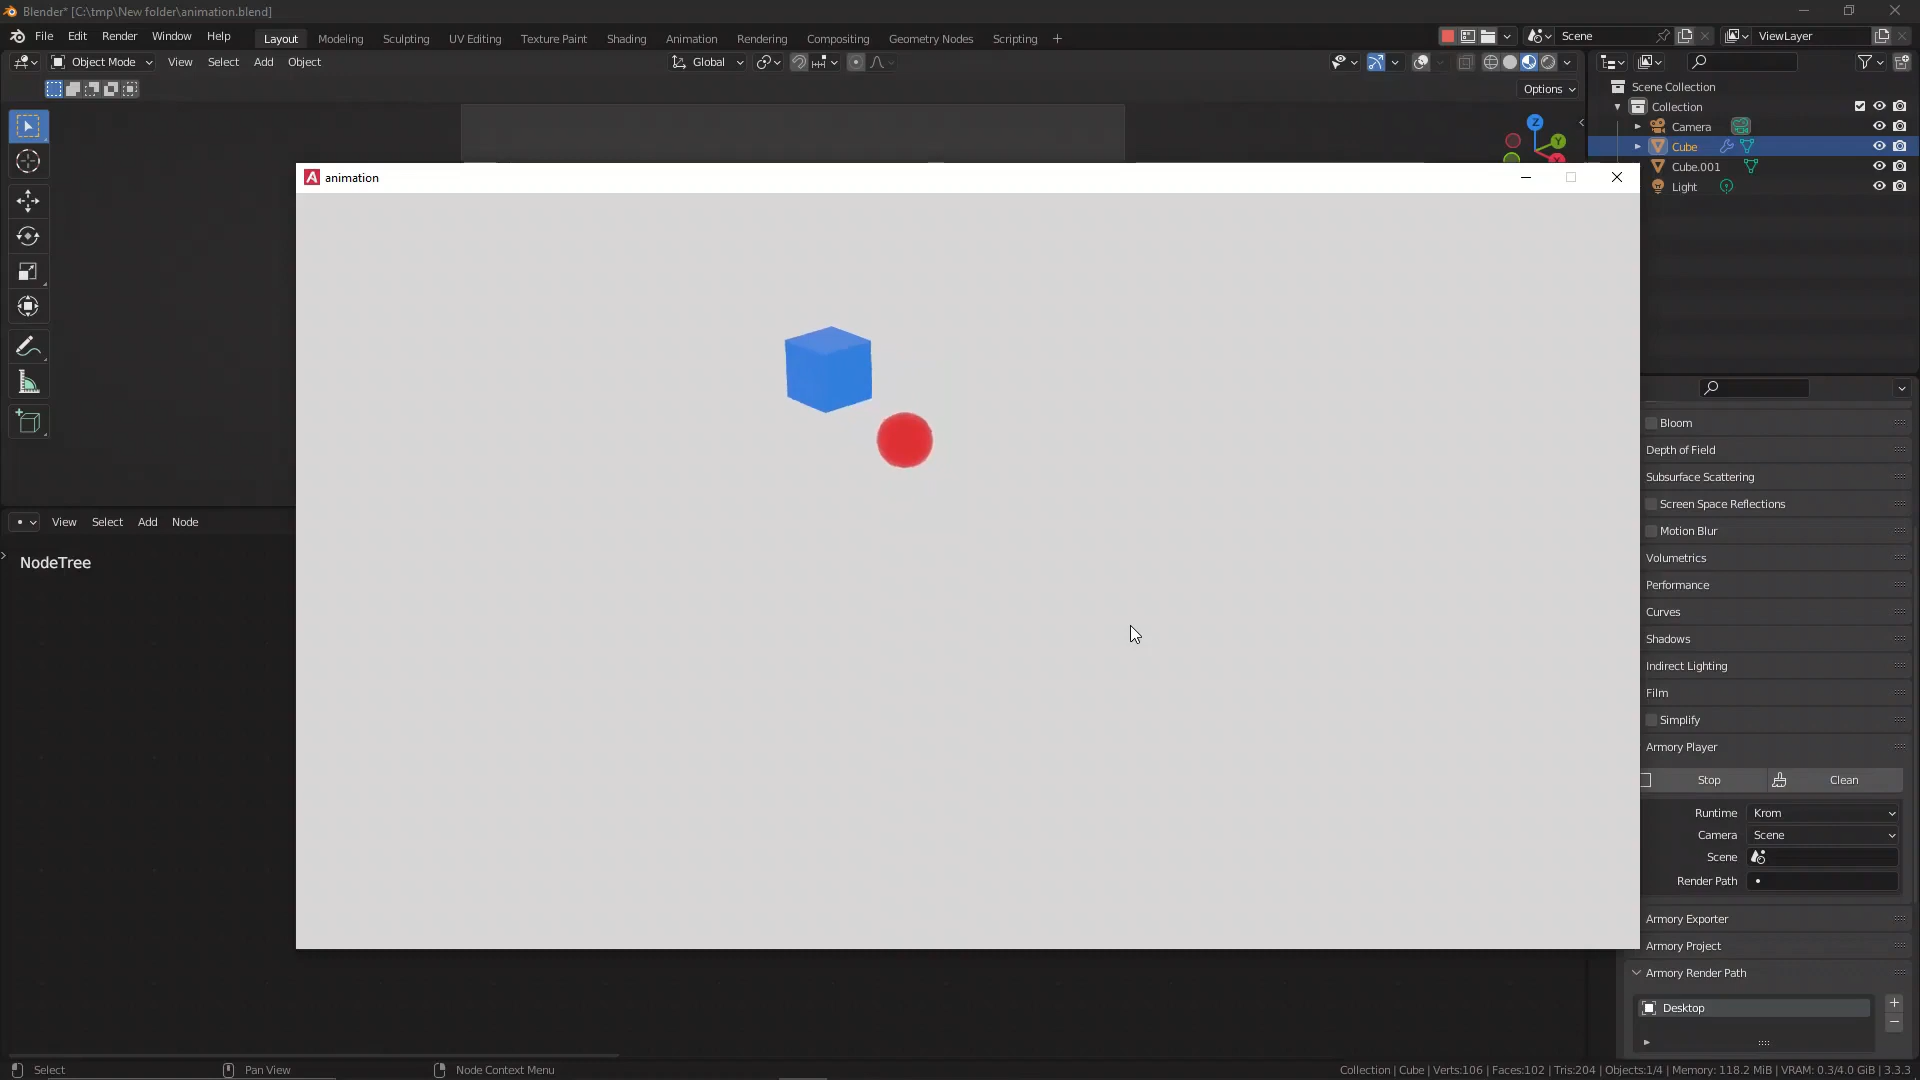 Blender* [C:\tmp\New folder\animation.blend]
File Edit Render Window Help Layout Modeling Sculpting UV Editing Texture Paint Shading Animation Rendering Compositing Geometry Nodes Scripting + Scene ViewLayer
Object Mode View Select Add Object Global
Options
Scene Collection
Collection
Camera
Cube
Cube.001
Light
Z
Y
X
animation
Bloom
Depth of Field
Subsurface Scattering
Screen Space Reflections
Motion Blur
Volumetrics
Performance
Curves
Shadows
Indirect Lighting
Film
Simplify
Armory Player
Stop Clean
Runtime Krom
Camera Scene
Scene
Render Path
Armory Exporter
Armory Project
Armory Render Path
Desktop
View Select Add Node
NodeTree
Select Pan View Node Context Menu Collection | Cube | Verts:106 | Faces:102 | Tris:204 | Objects:1/4 | Memory: 118.2 MiB | VRAM: 0.3/4.0 GiB | 3.3.3